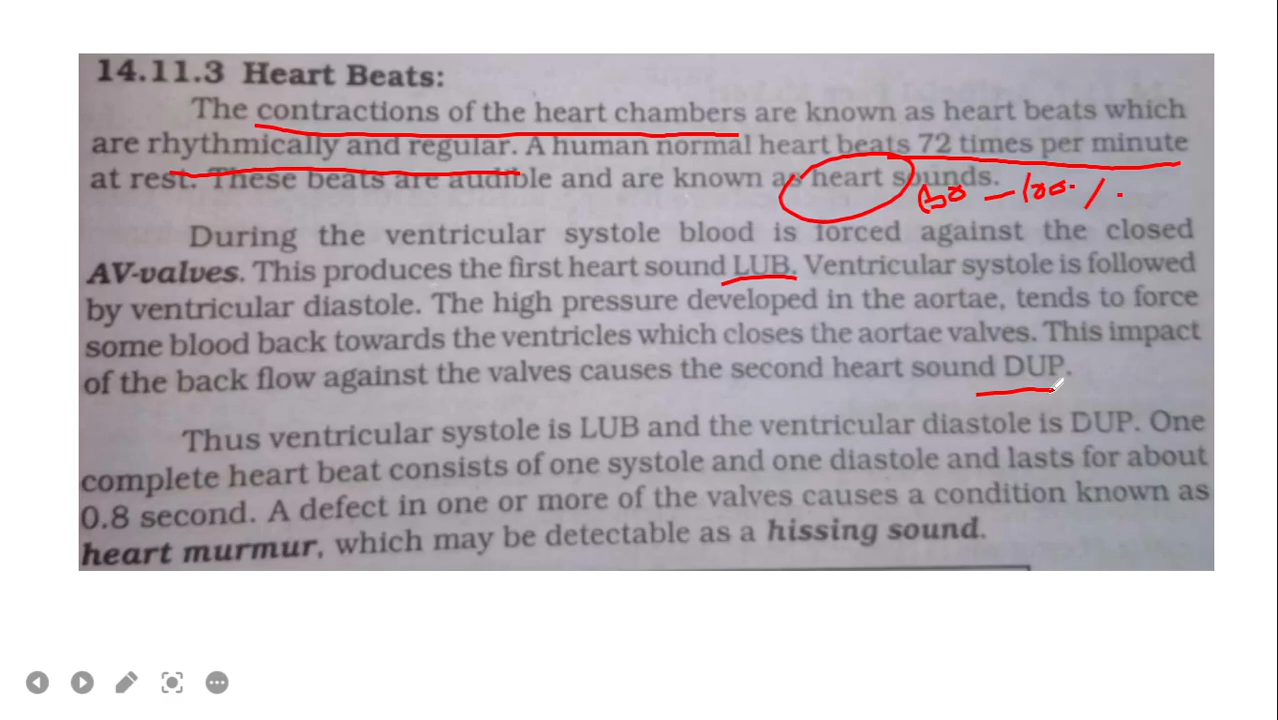 14.11.3 Heart Beats:
The contractions of the heart chambers are known as heart beats which
are rhythmically and regular. A human normal heart beats 72 times per minute
at rest. These beats are audible and are known as heart sounds.
During the ventricular systole blood is forced against the closed
AV-valves. This produces the first heart sound LUB. Ventricular systole is followed
by ventricular diastole. The high pressure developed in the aortae, tends to force
some blood back towards the ventricles which closes the aortae valves. This impact
of the back flow against the valves causes the second heart sound DUP.
Thus ventricular systole is LUB and the ventricular diastole is DUP. One
complete heart beat consists of one systole and one diastole and lasts for about
0.8 second. A defect in one or more of the valves causes a condition known as
heart murmur, which may be detectable as a hissing sound.